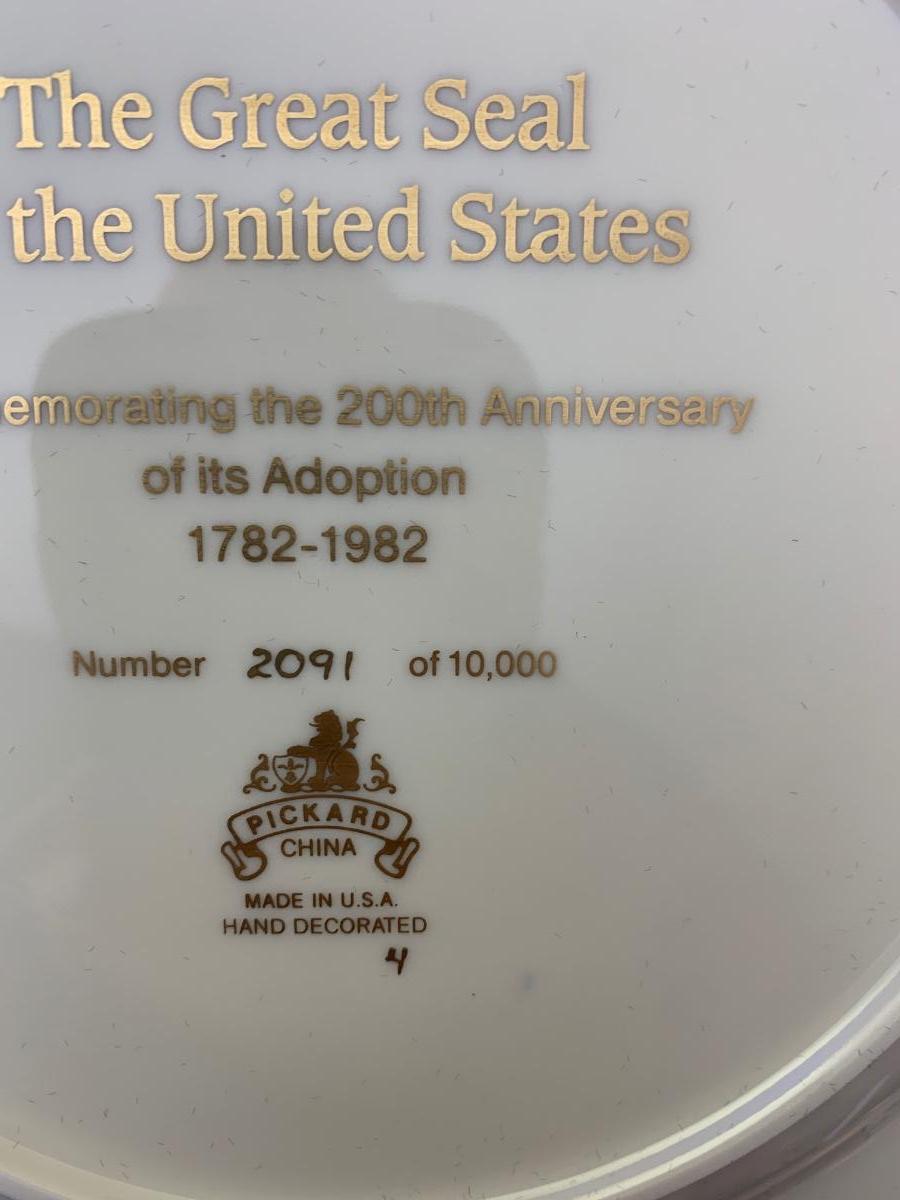 The Great Seal
the United States
emorating the 200th Anniversary
of its Adoption
1782-1982
Number 2091 of 10,000
PICKARD
CHINA
MADE IN U.S.A.
HAND DECORATED
4